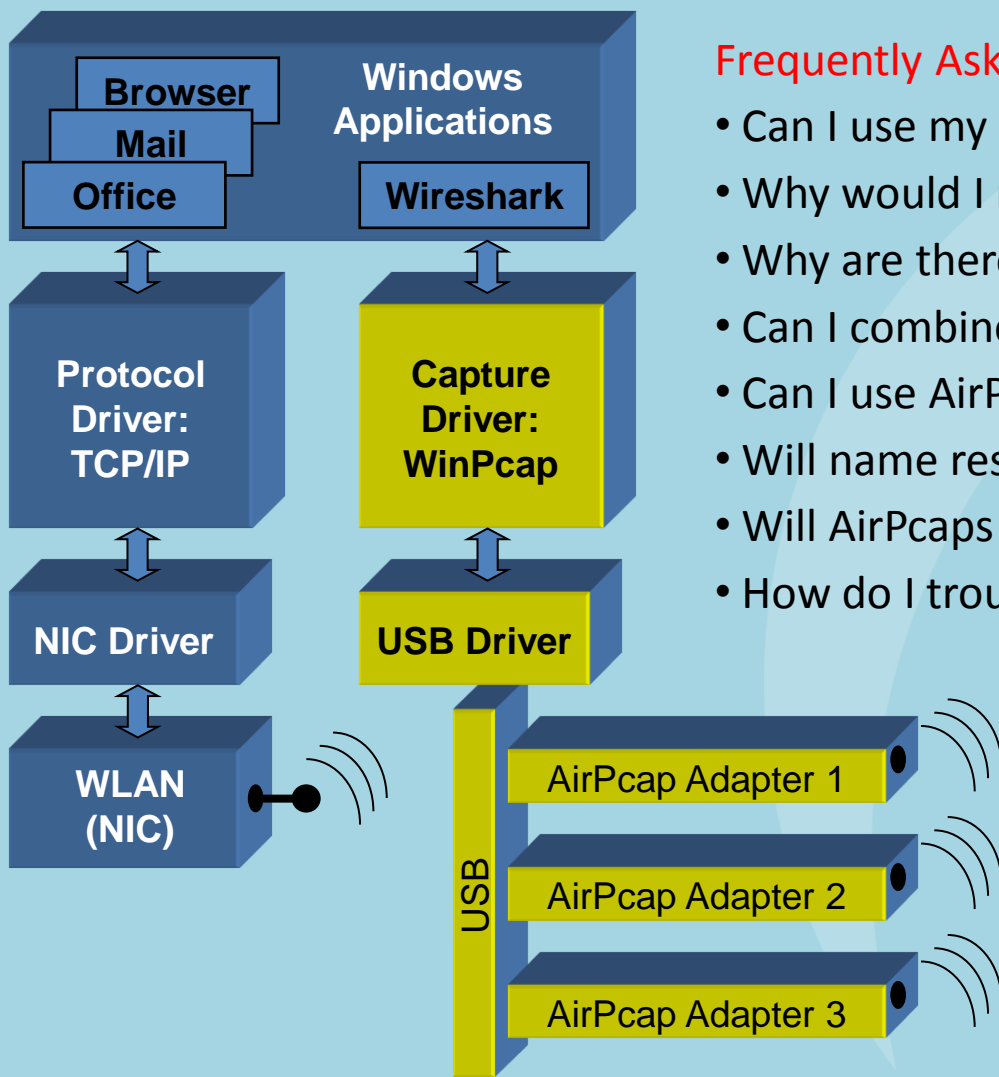 Windows
Applications
Browser
Mail
Office
Wireshark
Protocol
Driver:
TCP/IP
Capture
Driver:
WinPcap
NIC Driver
USB Driver
WLAN
(NIC)
USB
AirPcap Adapter 1
AirPcap Adapter 2
AirPcap Adapter 3
Frequently Ask
• Can I use my
• Why would I
• Why are there
• Can I combine
• Can I use AirP
• Will name res
• Will AirPcaps
• How do I trou